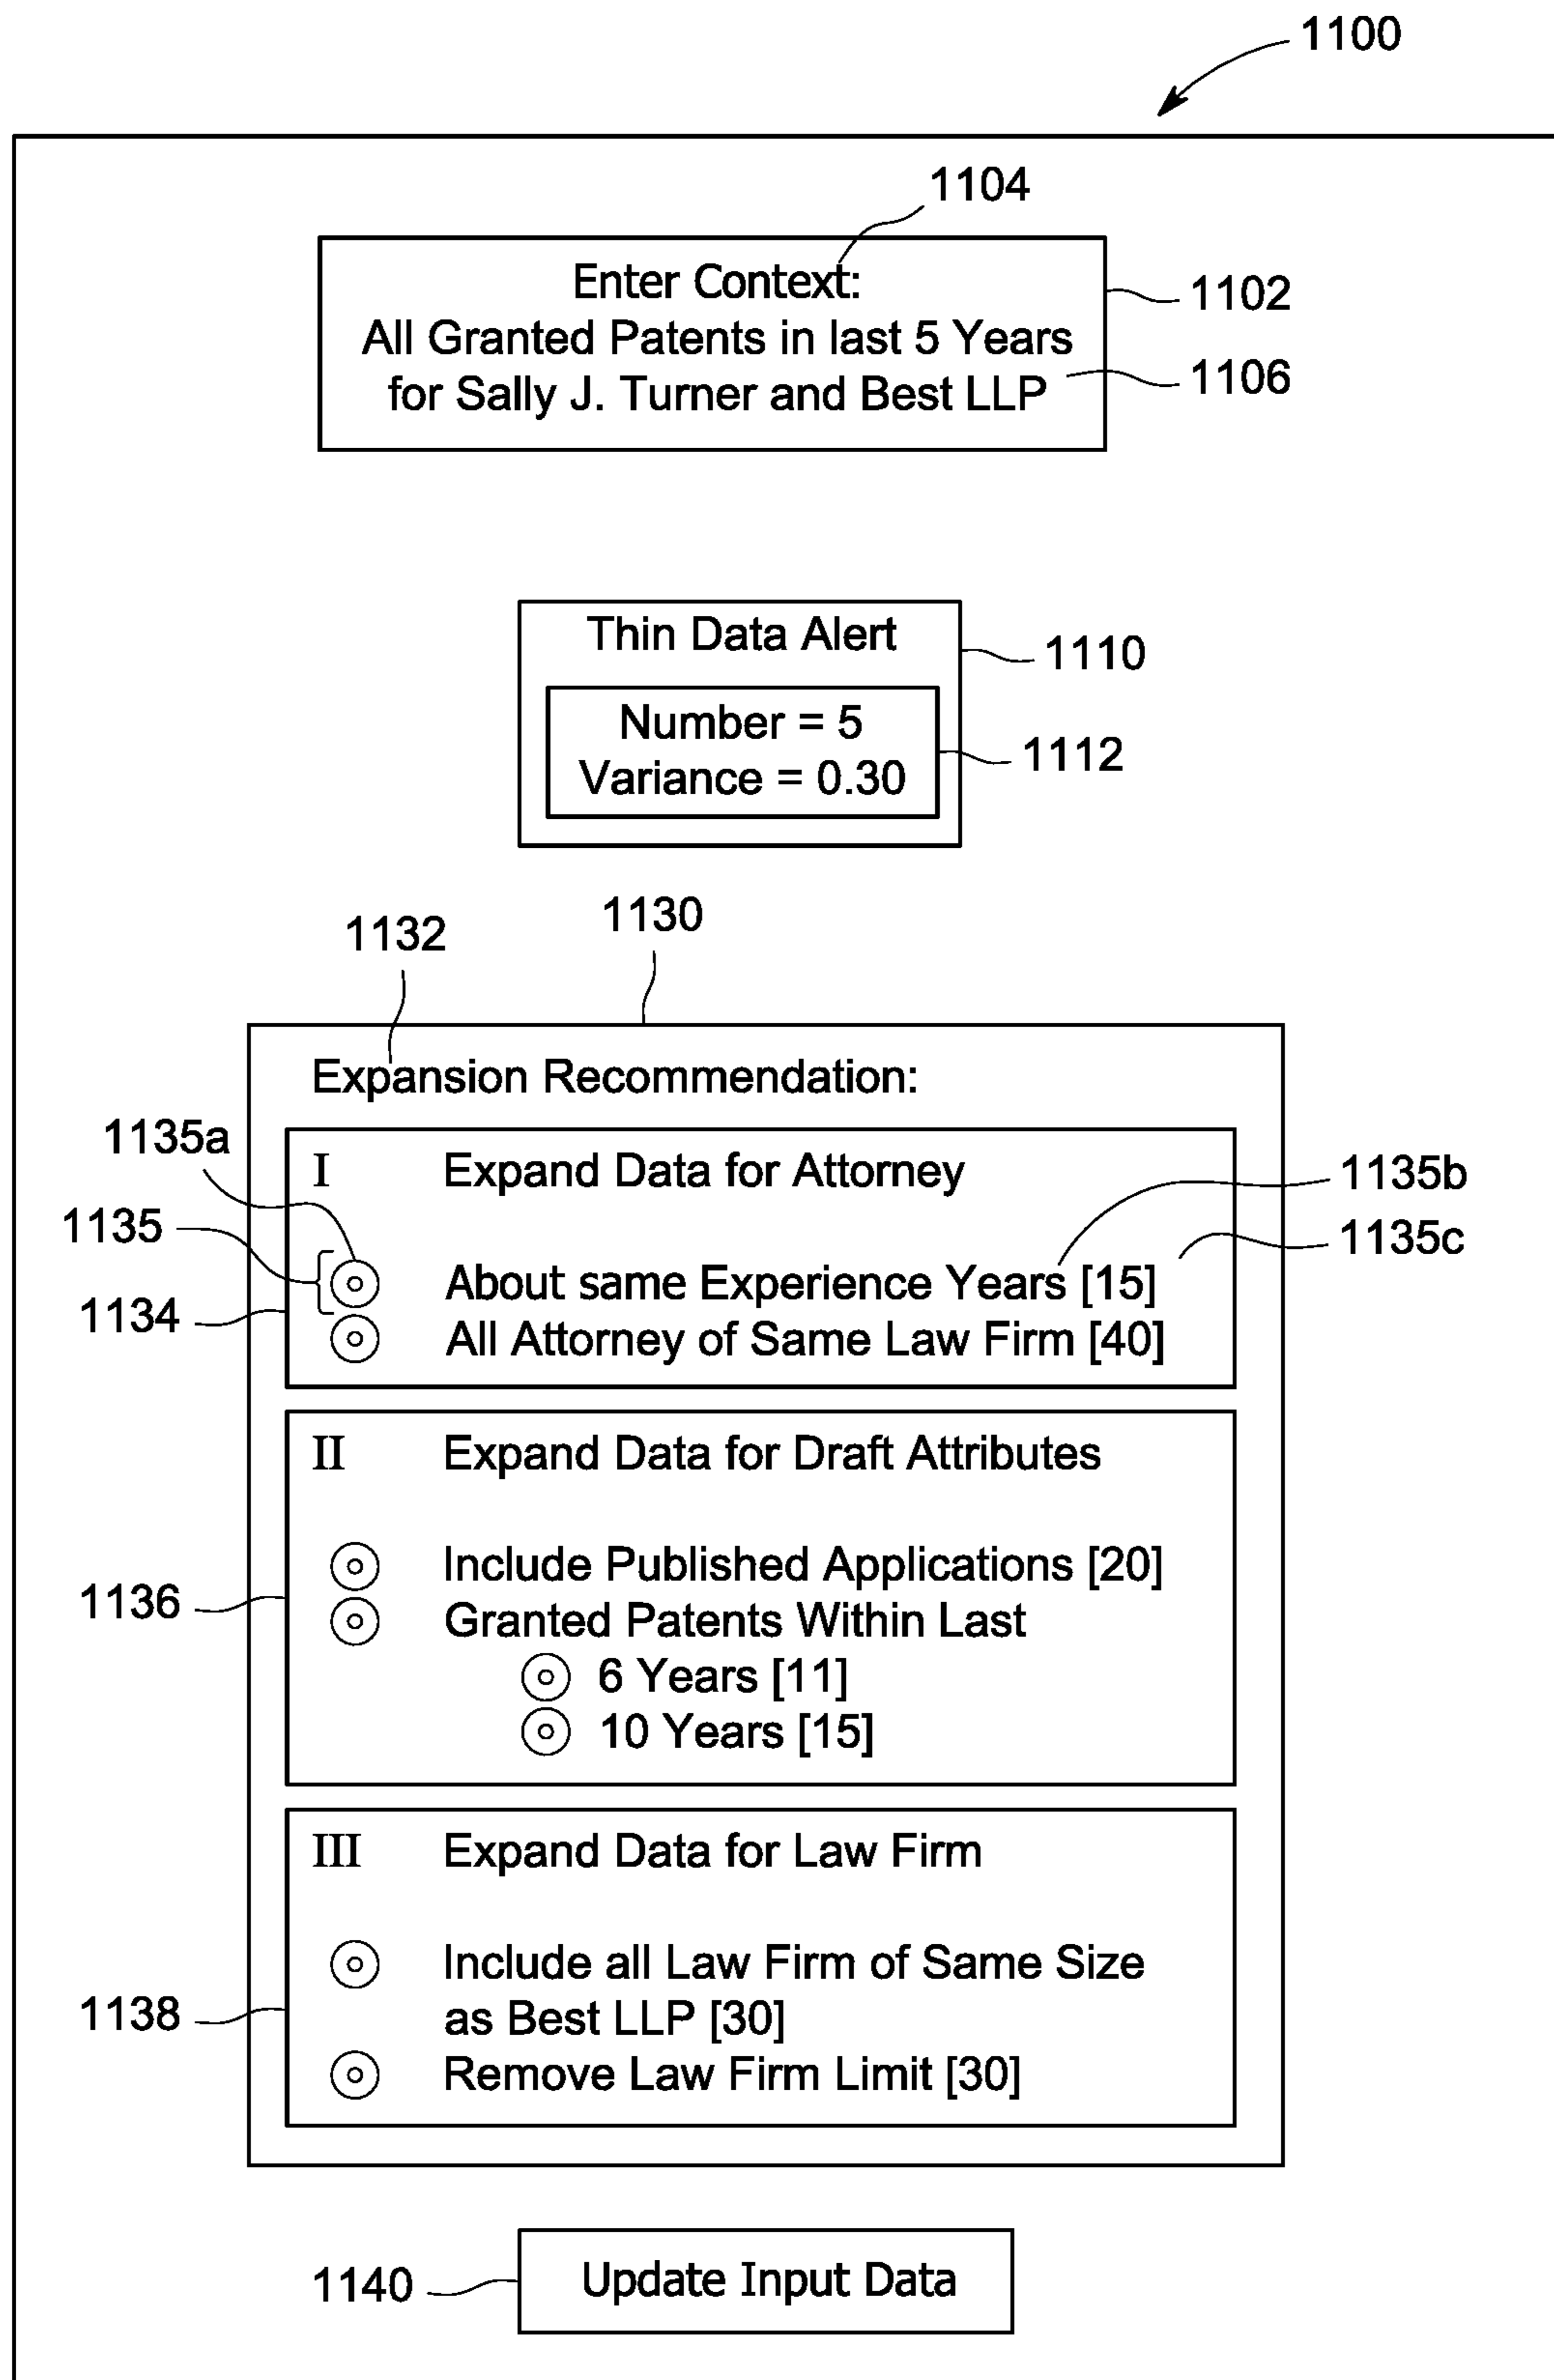 1100
1104
Enter Context:
1102
All Granted Patents in last 5 Years
1106
for Sally J. Turner and Best LLP
Thin Data Alert
1110
Number = 5
1112
Variance = 0.30
1130
1132
Expansion Recommendation:
1135a
I Expand Data for Attorney
1135b
1135
1135c
About same Experience Years [15]
1134
All Attorney of Same Law Firm [40]
II Expand Data for Draft Attributes
Include Published Applications [20]
1136
Granted Patents Within Last
6 Years [11]
10 Years [15]
III Expand Data for Law Firm
Include all Law Firm of Same Size
1138
as Best LLP [30]
Remove Law Firm Limit [30]
1140
Update Input Data